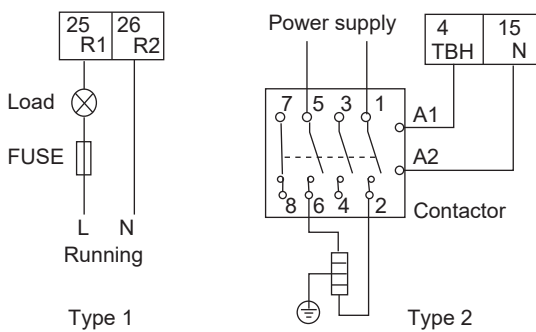 25 26
R1 R2
Load
FUSE
L N
Running
Type 1
Power supply
4 15
TBH N
7 5 3 1
A1
A2
8 6 4 2
Contactor
Type 2